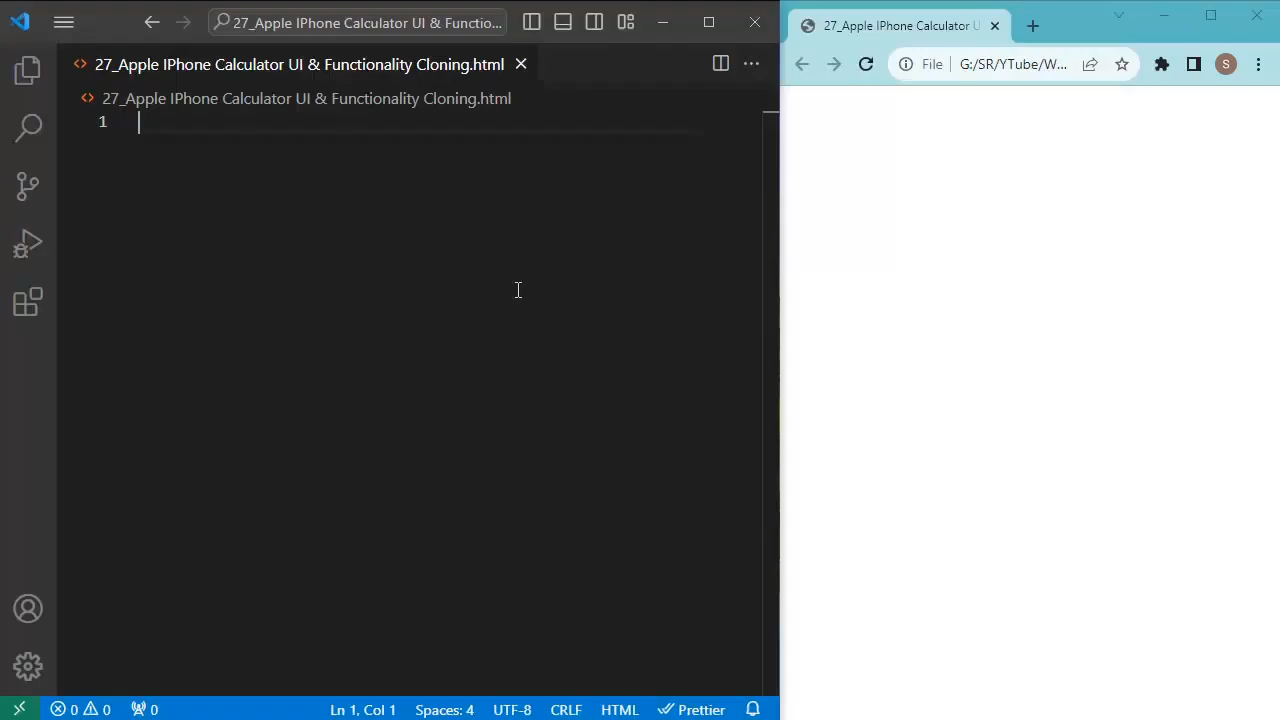 27_Apple IPhone Calculator UI & Functio...
27_Apple IPhone Calculator UI & Functionality Cloning.html
27_Apple IPhone Calculator UI & Functionality Cloning.html
1
0 0 0
Ln 1, Col 1
Spaces: 4
UTF-8
CRLF
HTML
Prettier
27_Apple IPhone Calculator U
File
G:/SR/YTube/W...
S